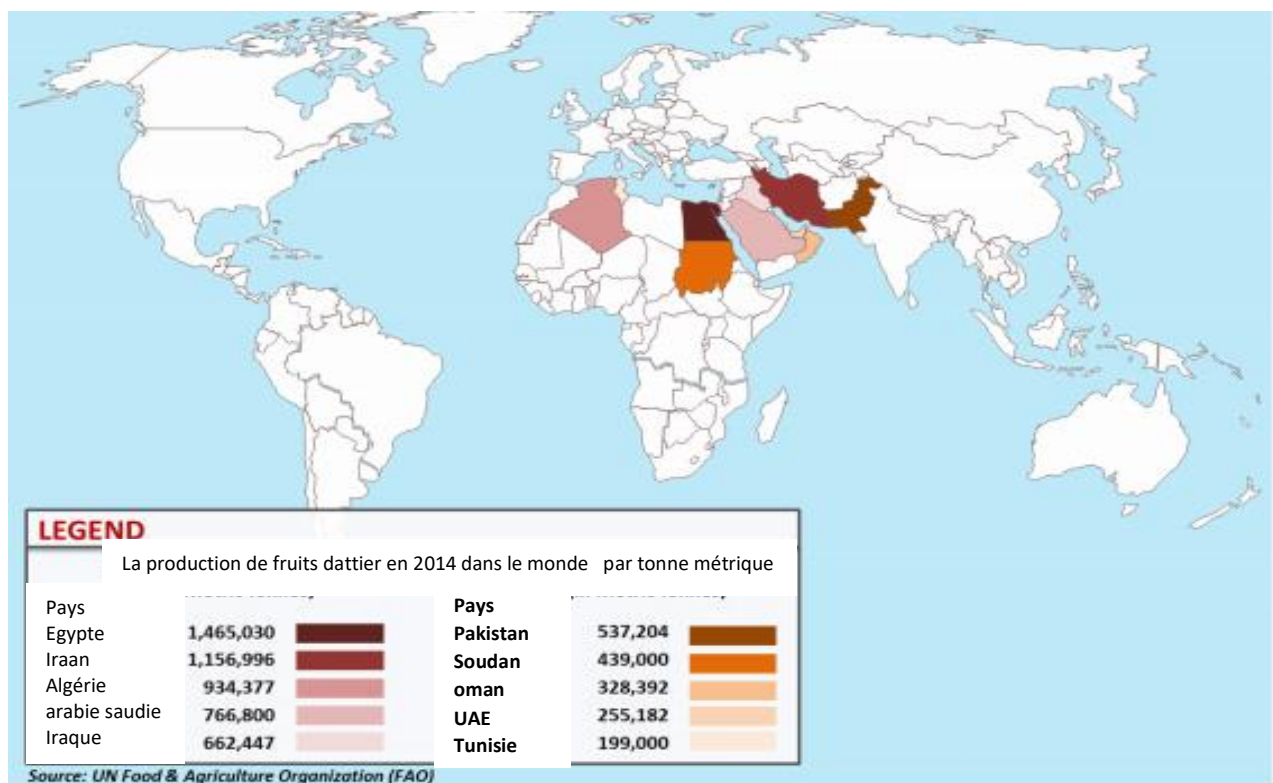 LEGEND
La production de fruits dattier en 2014 dans le monde par tonne métrique
Pays
Egypte 1,465,030
Iraan 1,156,996
Algérie 934,377
arabie saudie 766,800
Iraque 662,447
Pays
Pakistan 537,204
Soudan 439,000
oman 328,392
UAE 255,182
Tunisie 199,000
Source: UN Food & Agriculture Organization (FAO)